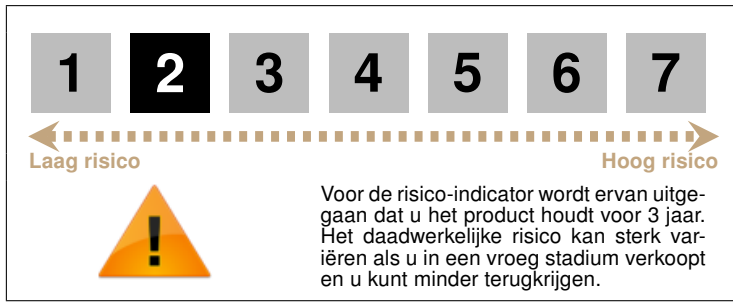 1 2 3 4 5 6 7
Laag risico Hoog risico
!
Voor de risico-indicator wordt ervan uitge-
gaan dat u het product houdt voor 3 jaar.
Het daadwerkelijke risico kan sterk var-
iëren als u in een vroeg stadium verkoopt
en u kunt minder terugkrijgen.